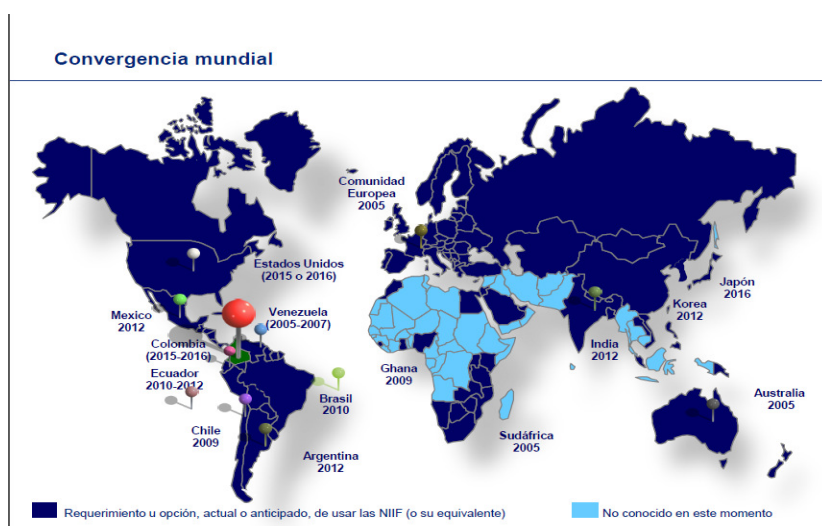 Convergencia mundial
Comunidad
Europea
2005
Estados Unidos
(2015 o 2016)
Mexico
2012
Venezuela
(2005-2007)
Colombia
(2015-2016)
Ecuador
2010-2012
Brasil
2010
Chile
2009
Argentina
2012
Ghana
2009
Sudáfrica
2005
India
2012
Korea
2012
Japón
2016
Australia
2005
Requerimiento u opción, actual o anticipado, de usar las NIIF (o su equivalente)
No conocido en este momento